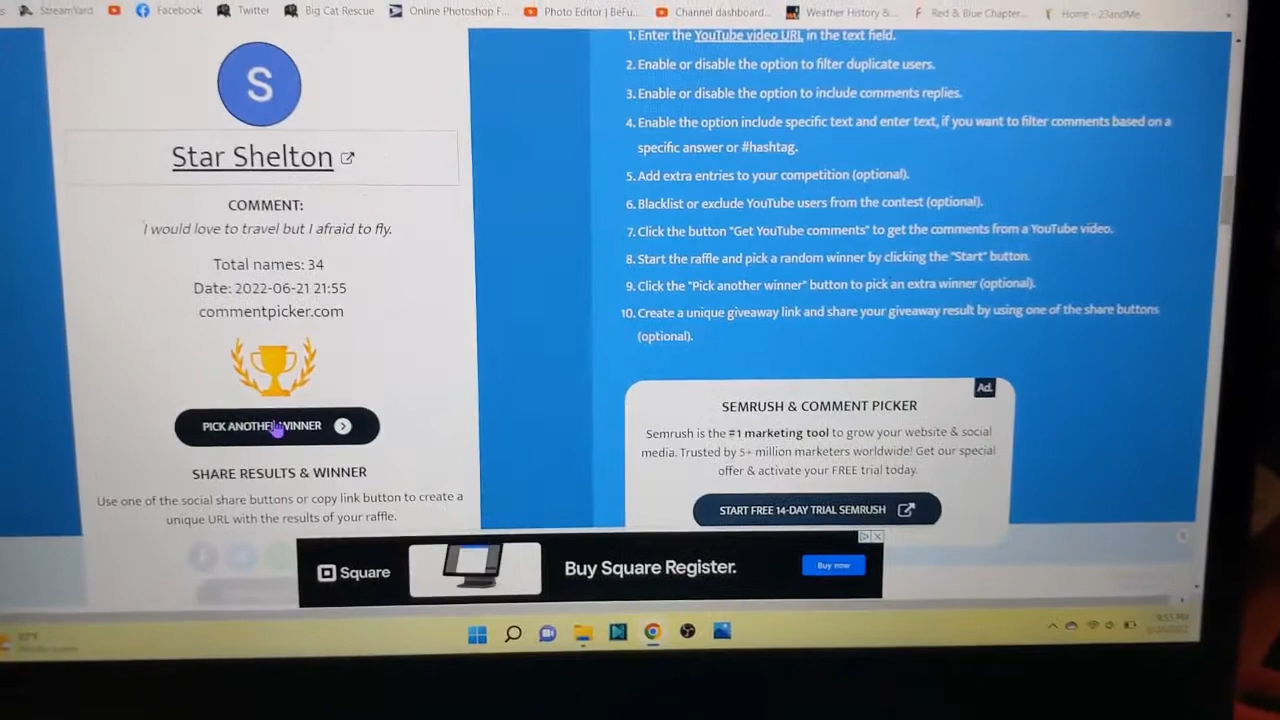 StreamYard Facebook Twitter Big Cat Rescue Online Photoshop F... Photo Editor | BeFu... Channel dashboard... Weather History &... Red & Blue Chapter... Home - 23andMe
S
Star Shelton
COMMENT:
I would love to travel but I afraid to fly.
Total names: 34
Date: 2022-06-21 21:55
commentpicker.com
PICK ANOTHER WINNER
SHARE RESULTS & WINNER
Use one of the social share buttons or copy link button to create a
unique URL with the results of your raffle.
1. Enter the YouTube video URL in the text field.
2. Enable or disable the option to filter duplicate users.
3. Enable or disable the option to include comments replies.
4. Enable the option include specific text and enter text, if you want to filter comments based on a
specific answer or #hashtag.
5. Add extra entries to your competition (optional).
6. Blacklist or exclude YouTube users from the contest (optional).
7. Click the button "Get YouTube comments" to get the comments from a YouTube video.
8. Start the raffle and pick a random winner by clicking the "Start" button.
9. Click the "Pick another winner" button to pick an extra winner (optional).
10. Create a unique giveaway link and share your giveaway result by using one of the share buttons
(optional).
Ad.
SEMRUSH & COMMENT PICKER
Semrush is the #1 marketing tool to grow your website & social
media. Trusted by 5+ million marketers worldwide! Get our special
offer & activate your FREE trial today.
START FREE 14-DAY TRIAL SEMRUSH
Square
Buy Square Register.
Buy now
9:55 PM